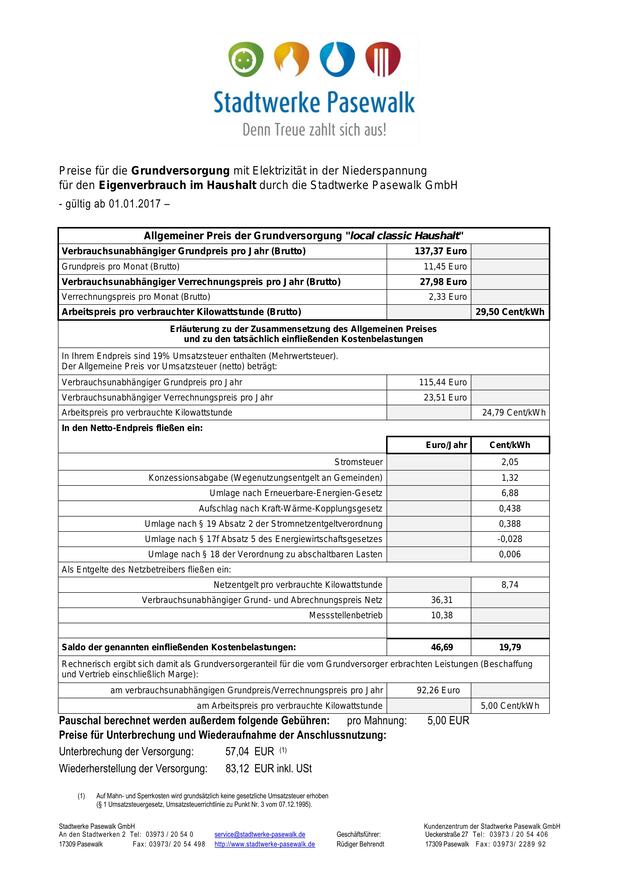 Stadtwerke Pasewalk
Denn Treue zahlt sich aus!
Preise für die Grundversorgung mit Elektrizität in der Niederspannung
für den Eigenverbrauch im Haushalt durch die Stadtwerke Pasewalk GmbH
- gültig ab 01.01.2017 –
Allgemeiner Preis der Grundversorgung "local classic Haushalt"
Verbrauchsunabhängiger Grundpreis pro Jahr (Brutto) 137,37 Euro
Grundpreis pro Monat (Brutto) 11,45 Euro
Verbrauchsunabhängiger Verrechnungspreis pro Jahr (Brutto) 27,98 Euro
Verrechnungspreis pro Monat (Brutto) 2,33 Euro
Arbeitspreis pro verbrauchter Kilowattstunde (Brutto) 29,50 Cent/kWh
Erläuterung zu der Zusammensetzung des Allgemeinen Preises
und zu den tatsächlich einfließenden Kostenbelastungen
In Ihrem Endpreis sind 19% Umsatzsteuer enthalten (Mehrwertsteuer).
Der Allgemeine Preis vor Umsatzsteuer (netto) beträgt:
Verbrauchsunabhängiger Grundpreis pro Jahr 115,44 Euro
Verbrauchsunabhängiger Verrechnungspreis pro Jahr 23,51 Euro
Arbeitspreis pro verbrauchte Kilowattstunde 24,79 Cent/kWh
In den Netto-Endpreis fließen ein:
Euro/Jahr Cent/kWh
Stromsteuer 2,05
Konzessionsabgabe (Wegenutzungsentgelt an Gemeinden) 1,32
Umlage nach Erneuerbare-Energien-Gesetz 6,88
Aufschlag nach Kraft-Wärme-Kopplungsgesetz 0,438
Umlage nach § 19 Absatz 2 der Stromnetzentgeltverordnung 0,388
Umlage nach § 17f Absatz 5 des Energiewirtschaftsgesetzes -0,028
Umlage nach § 18 der Verordnung zu abschaltbaren Lasten 0,006
Als Entgelte des Netzbetreibers fließen ein:
Netzentgelt pro verbrauchte Kilowattstunde 8,74
Verbrauchsunabhängiger Grund- und Abrechnungspreis Netz 36,31
Messstellenbetrieb 10,38
Saldo der genannten einfließenden Kostenbelastungen: 46,69 19,79
Rechnerisch ergibt sich damit als Grundversorgeranteil für die vom Grundversorger erbrachten Leistungen (Beschaffung
und Vertrieb einschließlich Marge):
am verbrauchsunabhängigen Grundpreis/Verrechnungspreis pro Jahr 92,26 Euro
am Arbeitspreis pro verbrauchte Kilowattstunde 5,00 Cent/kWh
Pauschal berechnet werden außerdem folgende Gebühren: pro Mahnung: 5,00 EUR
Preise für Unterbrechung und Wiederaufnahme der Anschlussnutzung:
Unterbrechung der Versorgung: 57,04 EUR (1)
Wiederherstellung der Versorgung: 83,12 EUR inkl. USt
(1) Auf Mahn- und Sperrkosten wird grundsätzlich keine gesetzliche Umsatzsteuer erhoben
(§ 1 Umsatzsteuergesetz, Umsatzsteuerrichtlinie zu Punkt Nr. 3 vom 07.12.1995).
Stadtwerke Pasewalk GmbH Kundenzentrum der Stadtwerke Pasewalk GmbH
An den Stadtwerken 2 Tel: 03973 / 20 54 0 service@stadtwerke-pasewalk.de Geschäftsführer: Ueckerstraße 27 Tel: 03973/ 20 54 406
17309 Pasewalk Fax: 03973/ 20 54 498 http://www.stadtwerke-pasewalk.de Rüdiger Behrendt 17309 Pasewalk Fax: 03973/ 2289 92